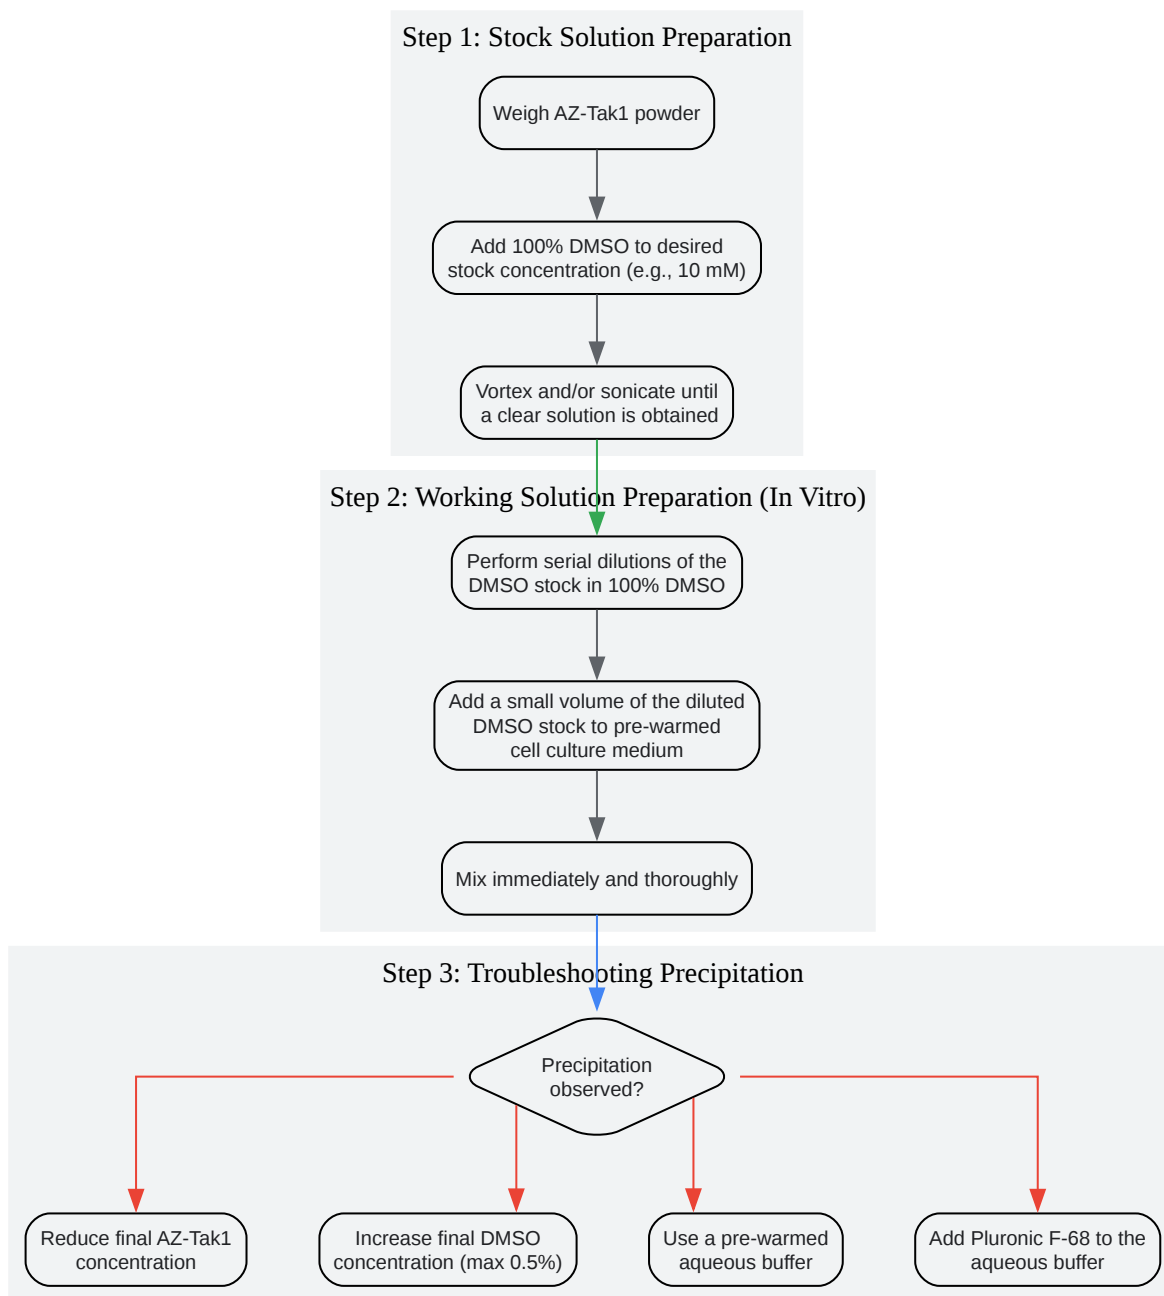 Step 1: Stock Solution Preparation
Weigh AZ-Tak1 powder
Add 100% DMSO to desired
stock concentration (e.g., 10 mM)
Vortex and/or sonicate until
a clear solution is obtained
Step 2: Working Solution Preparation (In Vitro)
Perform serial dilutions of the
DMSO stock in 100% DMSO
Add a small volume of the diluted
DMSO stock to pre-warmed
cell culture medium
Mix immediately and thoroughly
Step 3: Troubleshooting Precipitation
Precipitation
observed?
Reduce final AZ-Tak1
concentration
Increase final DMSO
concentration (max 0.5%)
Use a pre-warmed
aqueous buffer
Add Pluronic F-68 to the
aqueous buffer